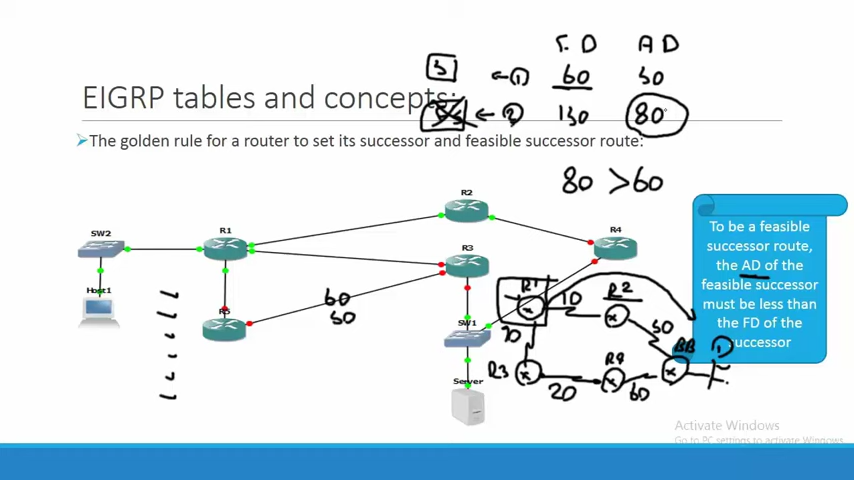 F.D AD
S ←① 60 50
←② 130 80
EIGRP tables and concepts:
The golden rule for a router to set its successor and feasible successor route:
80 > 60
To be a feasible
successor route,
the AD of the
feasible successor
must be less than
the FD of the
successor
R2
SW2
R1
R4
R3
Host1
R5
60
50
SW1
Server
R1
10
R2
50
BB
①
R3
20
R4
60
Activate Windows
Go to PC settings to activate Windows.